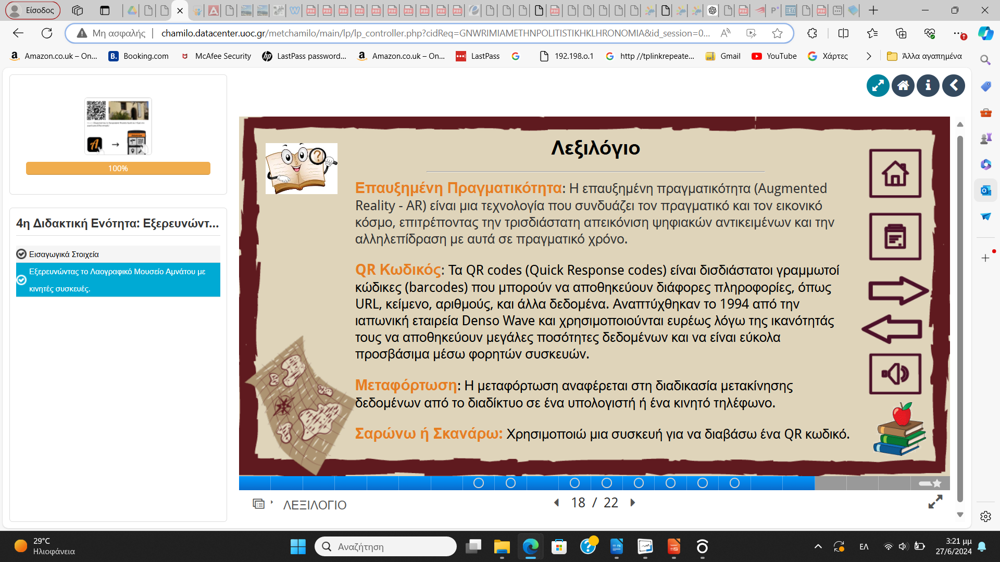 Είσοδος
Μη ασφαλής
chamilo.datacenter.uoc.gr/metchamilo/main/lp/lp_controller.php?cidReq=GNWRIMIAMETHNPOLITISTIKHKLHRONOMIA&id_session=0...
Amazon.co.uk – On...
Booking.com
McAfee Security
LastPass password...
Amazon.co.uk – On...
LastPass
192.198.o.1
http //tplinkrepeate...
Gmail
YouTube
Χάρτες
Άλλα αγαπημένα
100%
4η Διδακτική Ενότητα: Εξερευνώντ...
Εισαγωγικά Στοιχεία
Εξερευνώντας το Λαογραφικό Μουσείο Αμνάτου με
κινητές συσκευές.
Λεξιλόγιο
Επαυξημένη Πραγματικότητα: Η επαυξημένη πραγματικότητα (Augmented
Reality - AR) είναι μια τεχνολογία που συνδυάζει τον πραγματικό και τον εικονικό
κόσμο, επιτρέποντας την τρισδιάστατη απεικόνιση ψηφιακών αντικειμένων και την
αλληλεπίδραση με αυτά σε πραγματικό χρόνο.
QR Κωδικός: Τα QR codes (Quick Response codes) είναι δισδιάστατοι γραμμωτοί
κώδικες (barcodes) που μπορούν να αποθηκεύουν διάφορες πληροφορίες, όπως
URL, κείμενο, αριθμούς, και άλλα δεδομένα. Αναπτύχθηκαν το 1994 από την
ιαπωνική εταιρεία Denso Wave και χρησιμοποιούνται ευρέως λόγω της ικανότητάς
τους να αποθηκεύουν μεγάλες ποσότητες δεδομένων και να είναι εύκολα
προσβάσιμα μέσω φορητών συσκευών.
Μεταφόρτωση: Η μεταφόρτωση αναφέρεται στη διαδικασία μετακίνησης
δεδομένων από το διαδίκτυο σε ένα υπολογιστή ή ένα κινητό τηλέφωνο.
Σαρώνω ή Σκανάρω: Χρησιμοποιώ μια συσκευή για να διαβάσω ένα QR κωδικό.
ΛΕΞΙΛΟΓΙΟ
18 / 22
29°C
Ηλιοφάνεια
Αναζήτηση
ΕΛ
3:21 μμ
27/6/2024